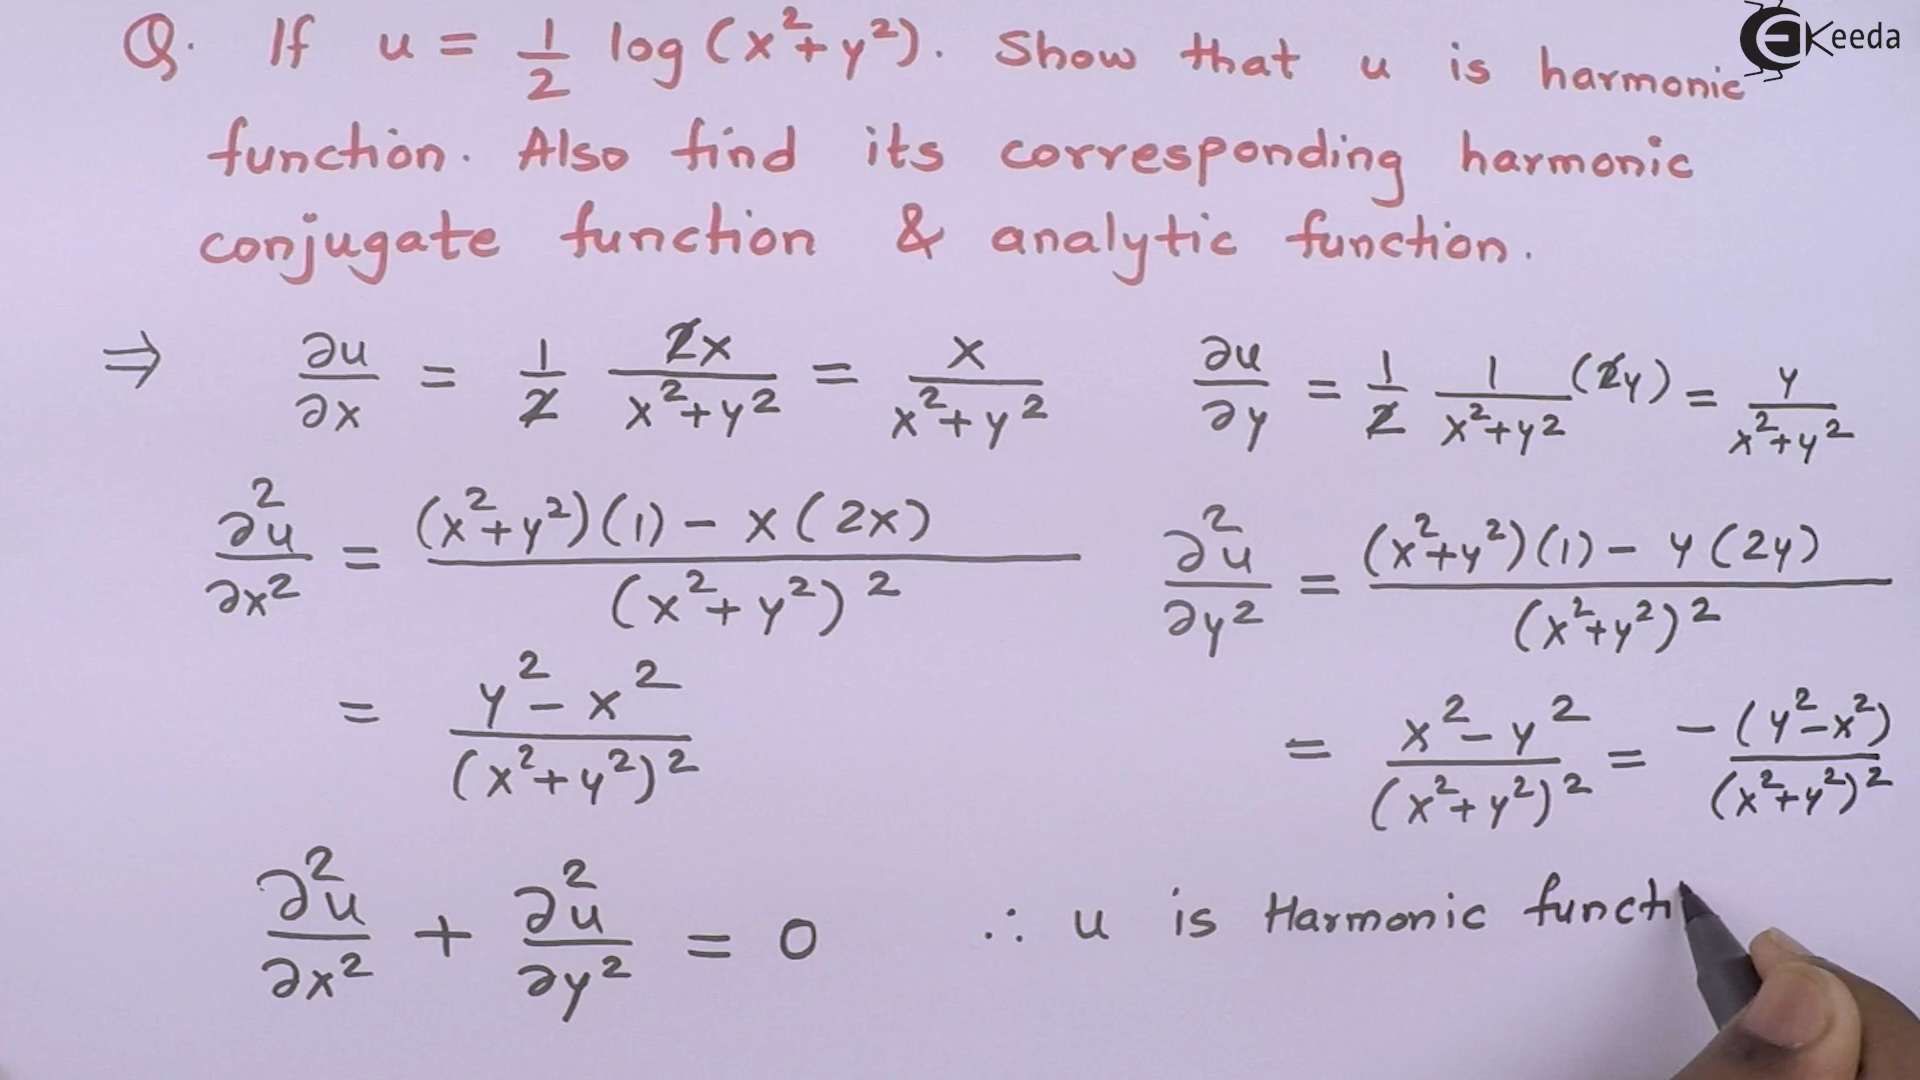 EKeeda
Q. If u = 1/2 log (x²+y²). Show that u is harmonic
function. Also find its corresponding harmonic
conjugate function & analytic function.
⇒ ∂u/∂x = 1/2 2x/(x²+y²) = x/(x²+y²) ∂u/∂y = 1/2 1/(x²+y²) (2y) = y/(x²+y²)
∂²u/∂x² = ((x²+y²)(1) - x(2x))/(x²+y²)² ∂²u/∂y² = ((x²+y²)(1) - y(2y))/(x²+y²)²
= (y²-x²)/(x²+y²)² = (x²-y²)/(x²+y²)² = -(y²-x²)/(x²+y²)²
∂²u/∂x² + ∂²u/∂y² = 0 ∴ u is Harmonic functi